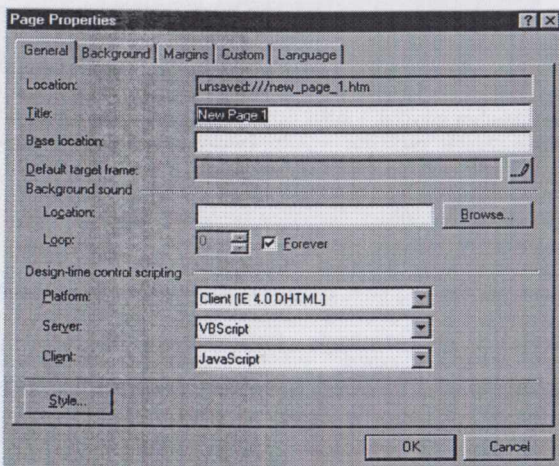 Page Properties
General Background Margins Custom Language
Location: unsaved:///new_page_1.htm
Title: New Page 1
Base location:
Default target frame:
Background sound
Location: Browse...
Loop: 0 Forever
Design-time control scripting
Platform: Client (IE 4.0 DHTML)
Server: VBScript
Client: JavaScript
Style...
OK Cancel